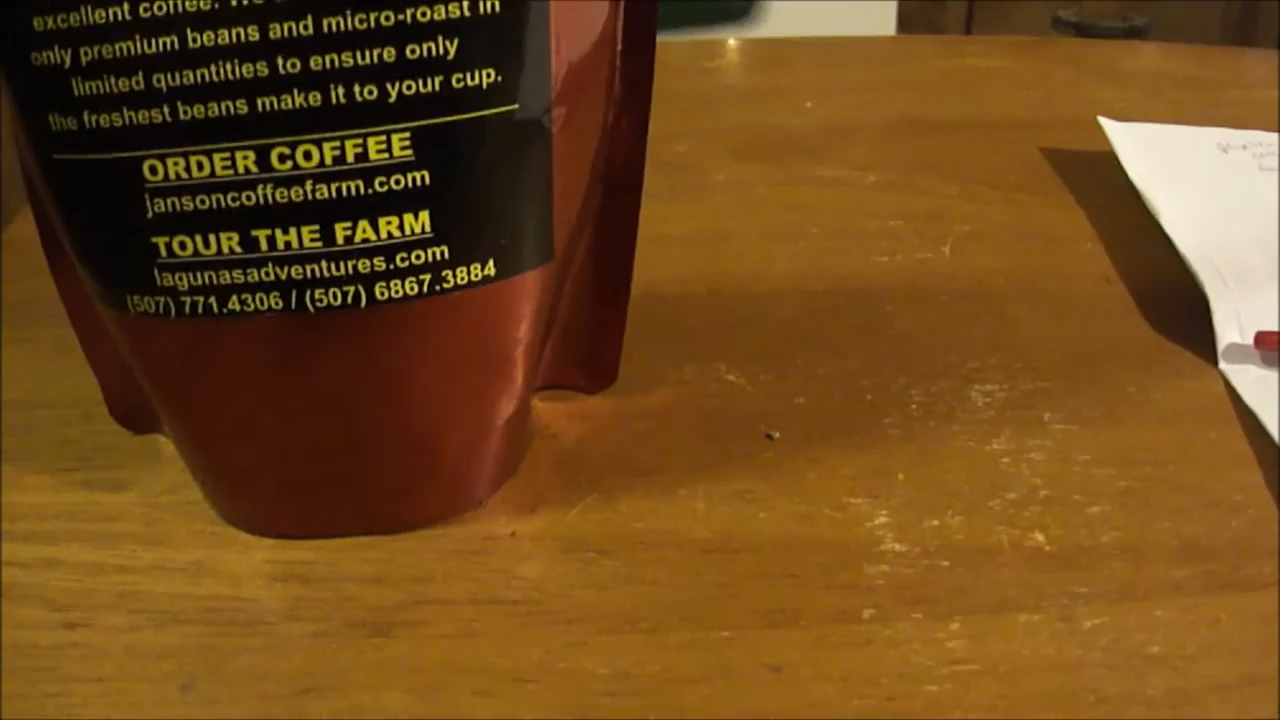 excellent coffee.
only premium beans and micro-roast in
limited quantities to ensure only
the freshest beans make it to your cup.
ORDER COFFEE
jansoncoffeefarm.com
TOUR THE FARM
lagunasadventures.com
(507) 771.4306 / (507) 6867.3884